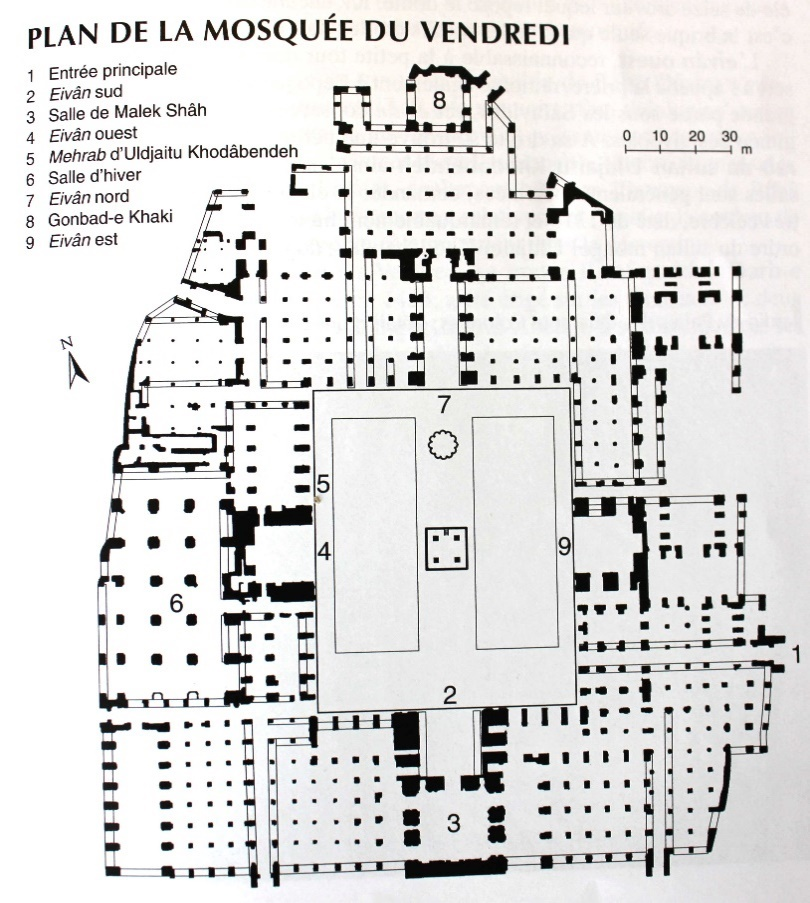 PLAN DE LA MOSQUÉE DU VENDREDI
1 Entrée principale
2 Eivân sud
3 Salle de Malek Shâh
4 Eivân ouest
5 Mehrab d'Uldjaitu Khodâbendeh
6 Salle d'hiver
7 Eivân nord
8 Gonbad-e Khaki
9 Eivân est
8
0 10 20 30 m
N
7
5
4
9
6
1
2
3